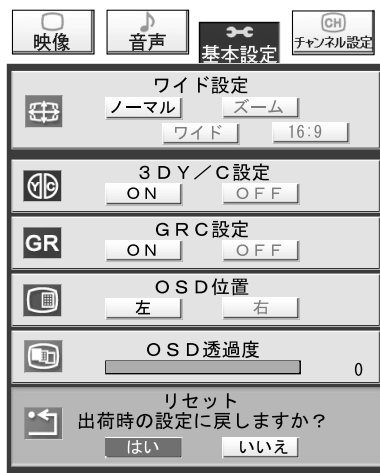 映像 音声 基本設定 CH チャンネル設定
ワイド設定
ノーマル ズーム
ワイド 16:9
YC 3DY/C設定
ON OFF
GR GRC設定
ON OFF
OSD位置
左 右
OSD透過度
0
リセット
出荷時の設定に戻しますか?
はい いいえ